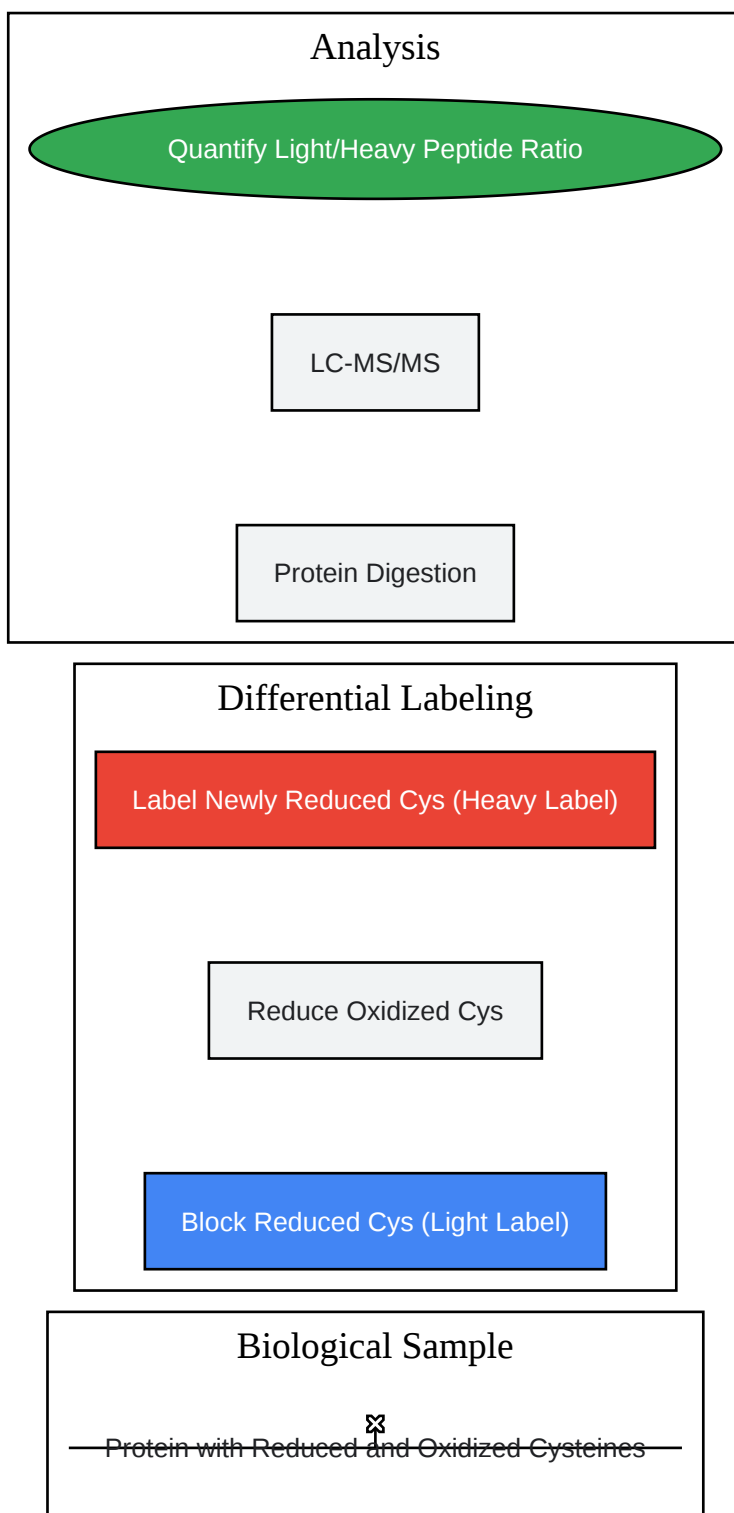 Analysis
Quantify Light/Heavy Peptide Ratio
LC-MS/MS
Protein Digestion
Differential Labeling
Label Newly Reduced Cys (Heavy Label)
Reduce Oxidized Cys
Block Reduced Cys (Light Label)
Biological Sample
Protein with Reduced and Oxidized Cysteines